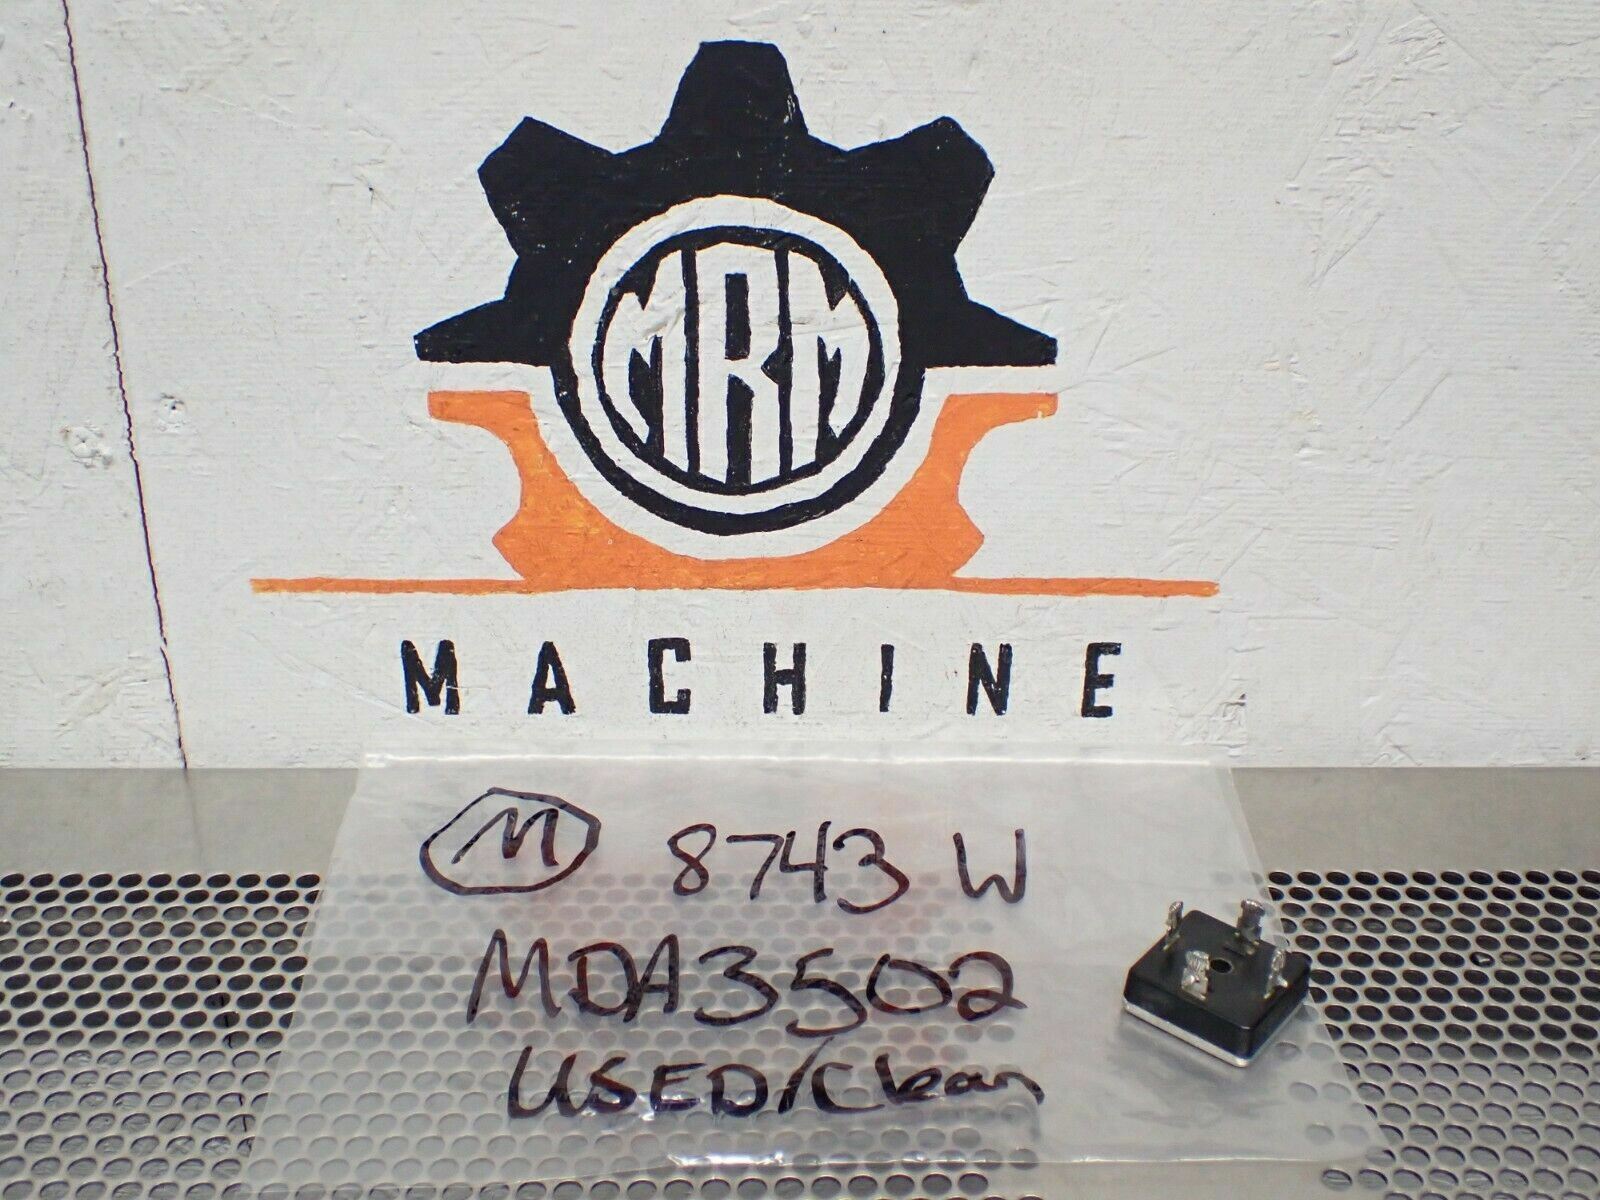 MRM
MACHINE
M 8743 W
MDA3502
USED/Clean